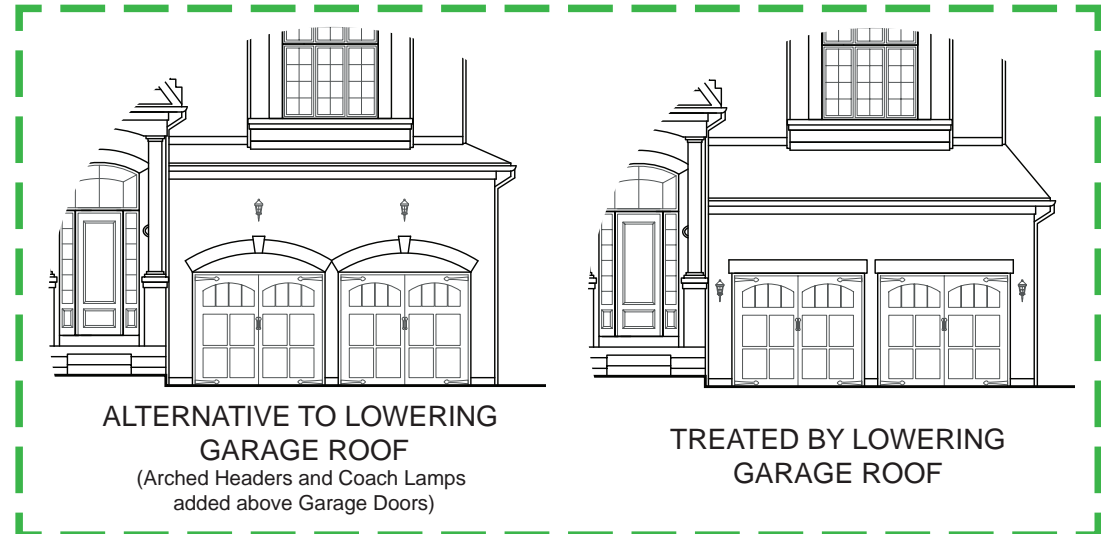 ALTERNATIVE TO LOWERING
GARAGE ROOF
(Arched Headers and Coach Lamps
added above Garage Doors)
TREATED BY LOWERING
GARAGE ROOF